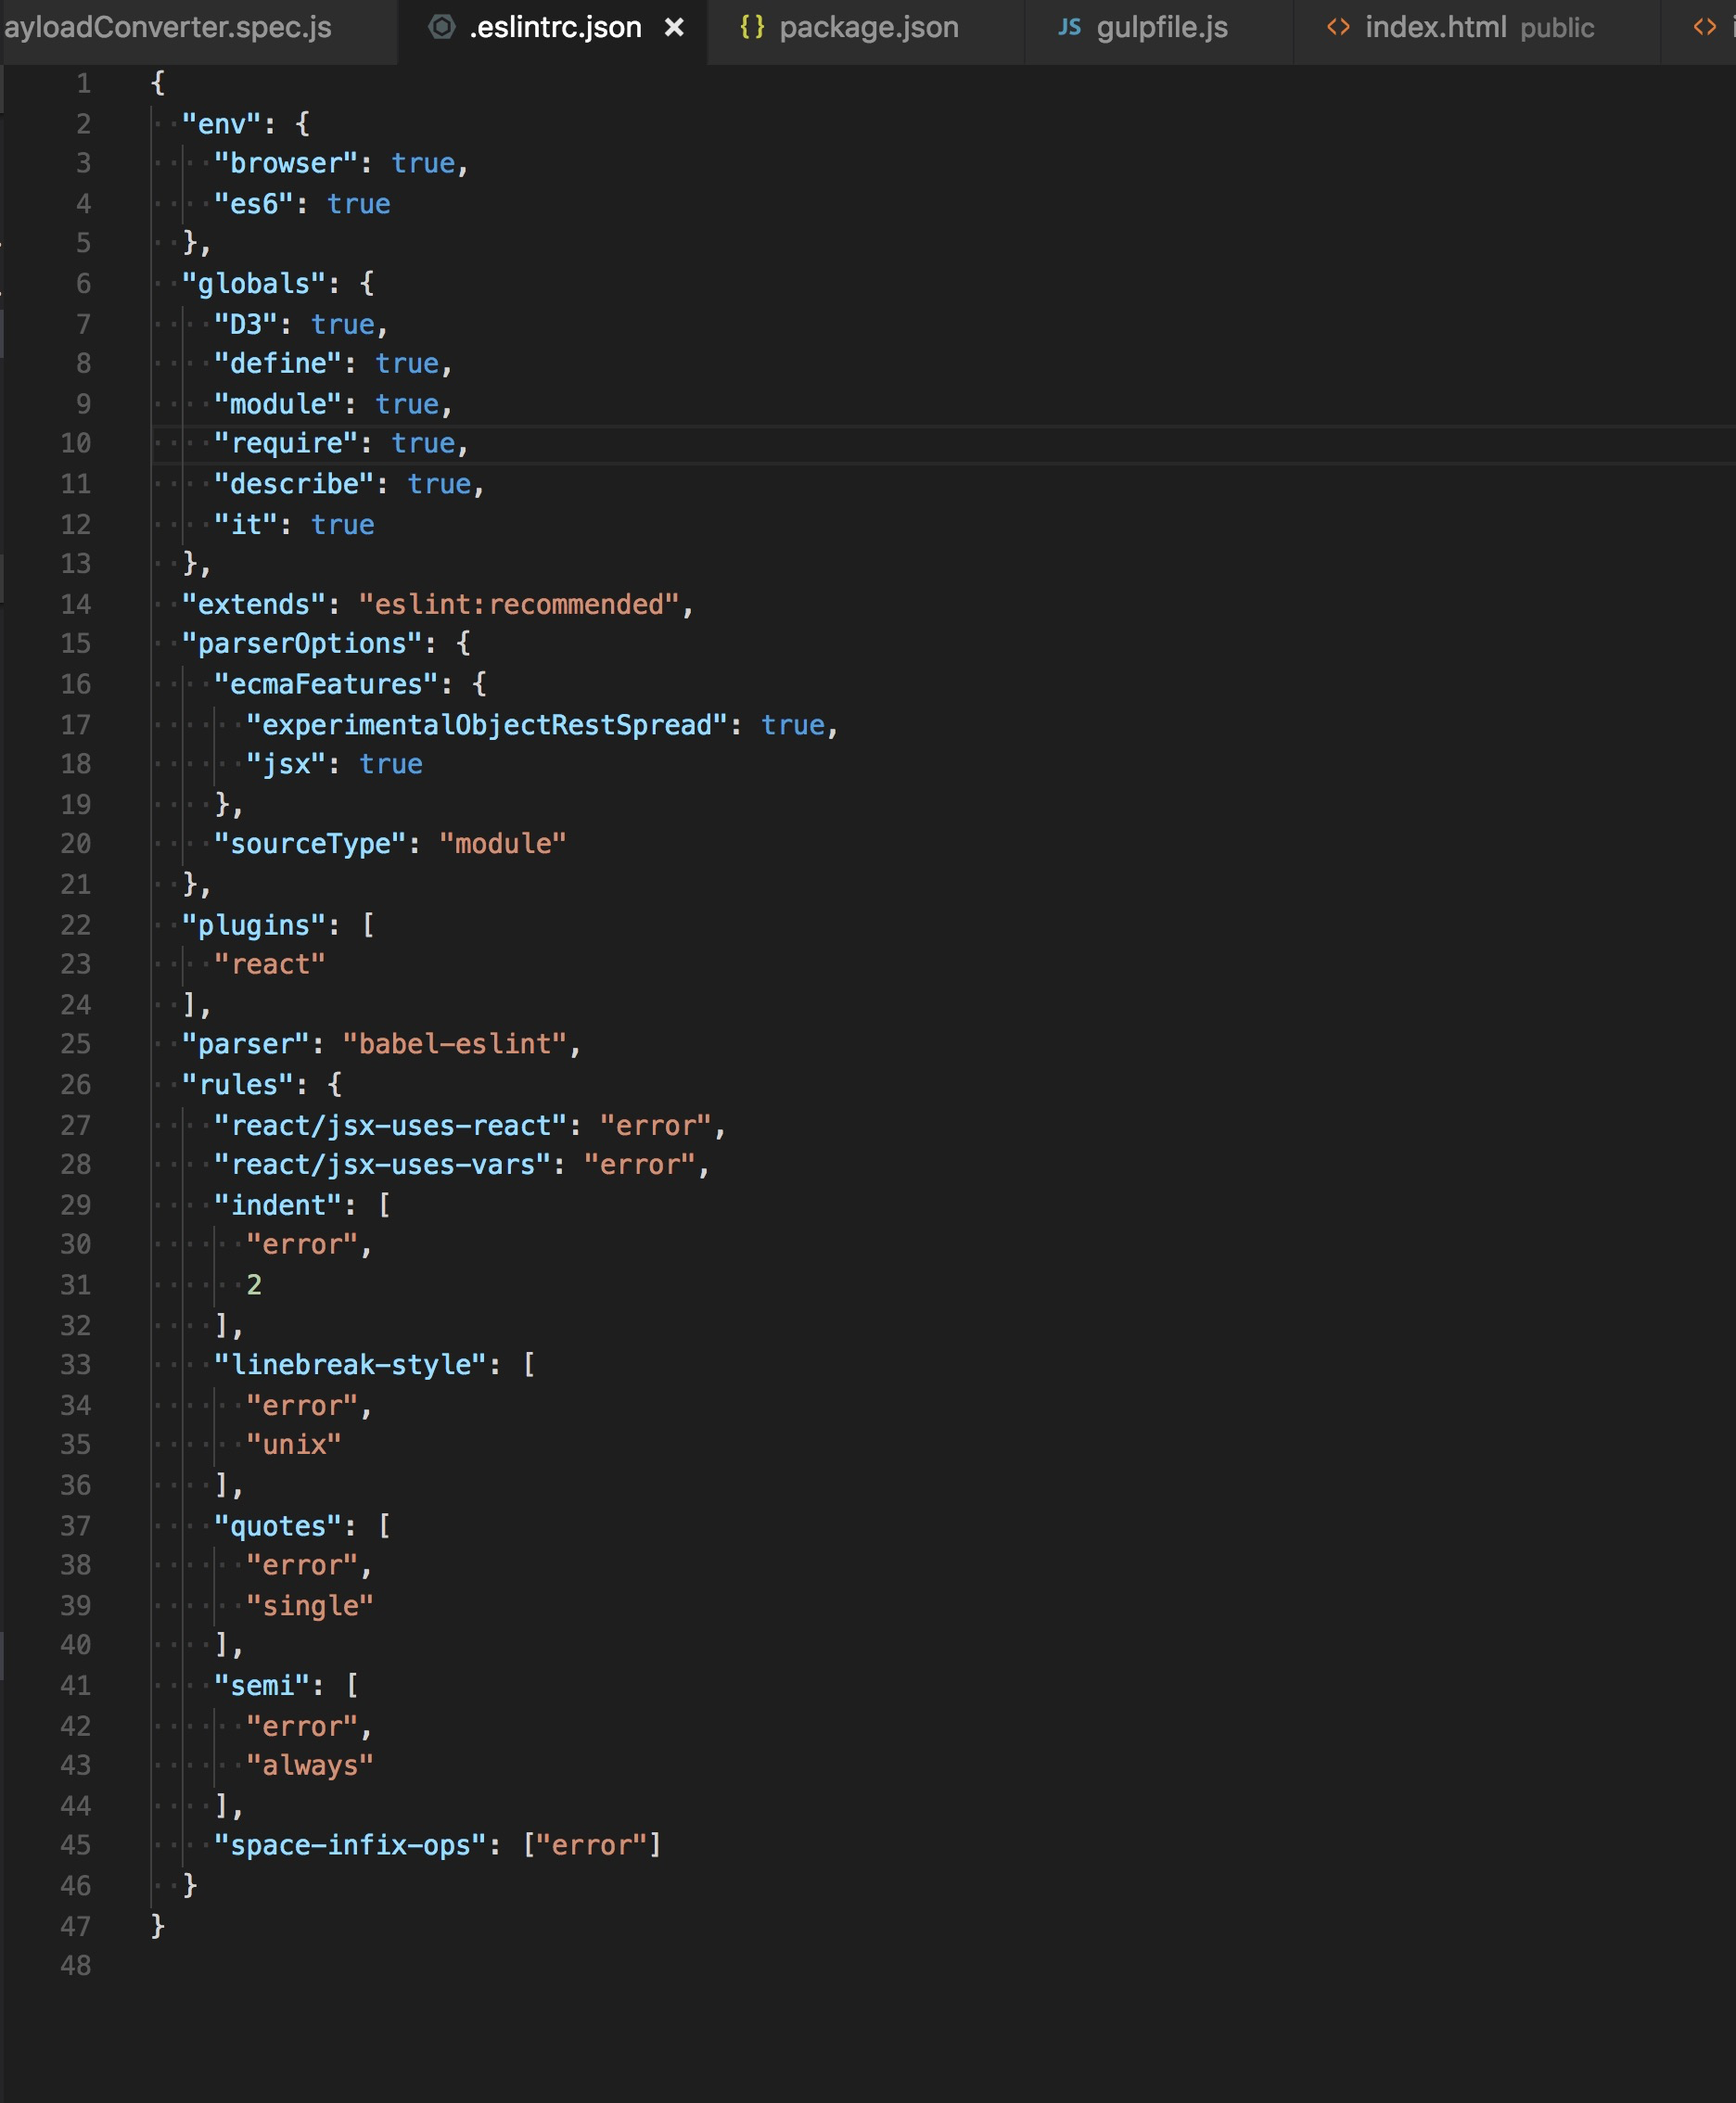 ayloadConverter.spec.js .eslintrc.json × {} package.json JS gulpfile.js <> index.html public <>
1 {
2 "env": {
3 "browser": true,
4 "es6": true
5 },
6 "globals": {
7 "D3": true,
8 "define": true,
9 "module": true,
10 "require": true,
11 "describe": true,
12 "it": true
13 },
14 "extends": "eslint:recommended",
15 "parserOptions": {
16 "ecmaFeatures": {
17 "experimentalObjectRestSpread": true,
18 "jsx": true
19 },
20 "sourceType": "module"
21 },
22 "plugins": [
23 "react"
24 ],
25 "parser": "babel-eslint",
26 "rules": {
27 "react/jsx-uses-react": "error",
28 "react/jsx-uses-vars": "error",
29 "indent": [
30 "error",
31 2
32 ],
33 "linebreak-style": [
34 "error",
35 "unix"
36 ],
37 "quotes": [
38 "error",
39 "single"
40 ],
41 "semi": [
42 "error",
43 "always"
44 ],
45 "space-infix-ops": ["error"]
46 }
47 }
48